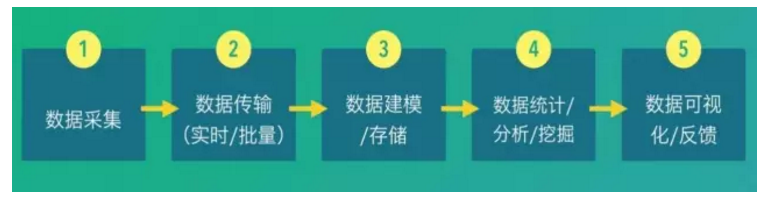 1
数据采集
2
数据传输
（实时/批量）
3
数据建模
/存储
4
数据统计/
分析/挖掘
5
数据可视
化/反馈